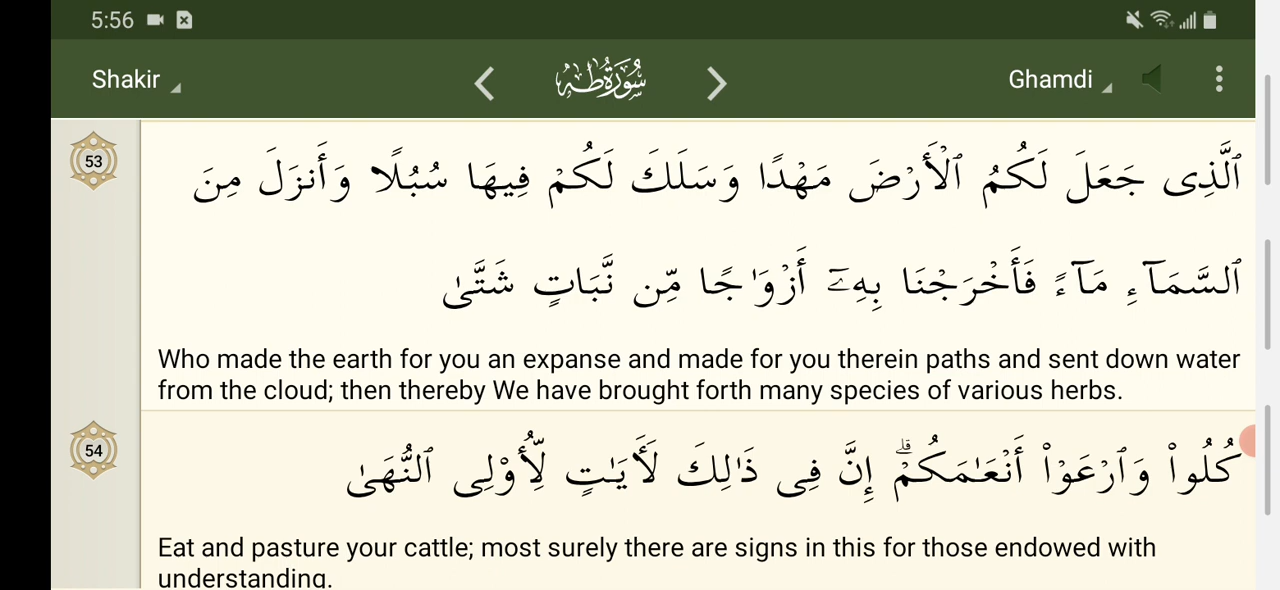 5:56
Shakir
سُورَةُ طه
Ghamdi
53
ٱلَّذِى جَعَلَ لَكُمُ ٱلْأَرْضَ مَهْدًا وَسَلَكَ لَكُمْ فِيهَا سُبُلًا وَأَنزَلَ مِنَ
ٱلسَّمَآءِ مَآءً فَأَخْرَجْنَا بِهِۦٓ أَزْوَٰجًا مِّن نَّبَاتٍ شَتَّىٰ
Who made the earth for you an expanse and made for you therein paths and sent down water
from the cloud; then thereby We have brought forth many species of various herbs.
54
كُلُوا۟ وَٱرْعَوْا۟ أَنْعَٰمَكُمْ ۗ إِنَّ فِى ذَٰلِكَ لَءَايَٰتٍ لِّأُو۟لِى ٱلنُّهَىٰ
Eat and pasture your cattle; most surely there are signs in this for those endowed with
understanding.